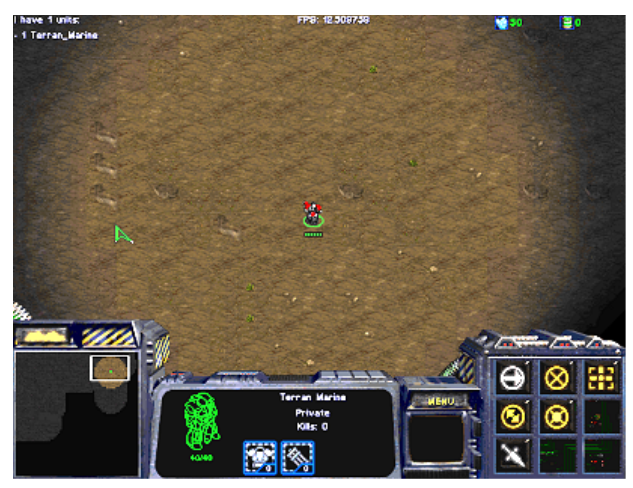 I have 1 units:
- 1 Terran_Marine
FPS: 12.509758
50
0
Terran Marine
Private
Kills: 0
MENU
40/40
0
0